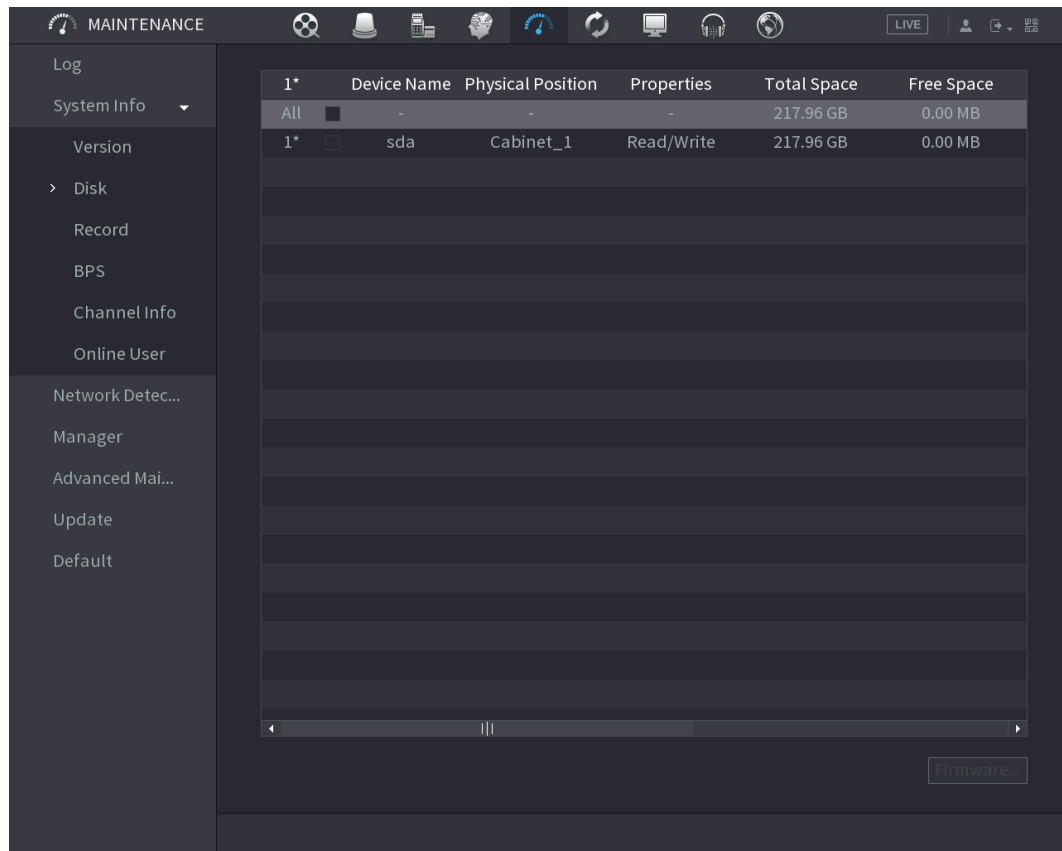 MAINTENANCE LIVE
Log
System Info
Version
Disk
Record
BPS
Channel Info
Online User
Network Detec...
Manager
Advanced Mai...
Update
Default
1* Device Name Physical Position Properties Total Space Free Space
All - - - 217.96 GB 0.00 MB
1* sda Cabinet_1 Read/Write 217.96 GB 0.00 MB
Firmware...